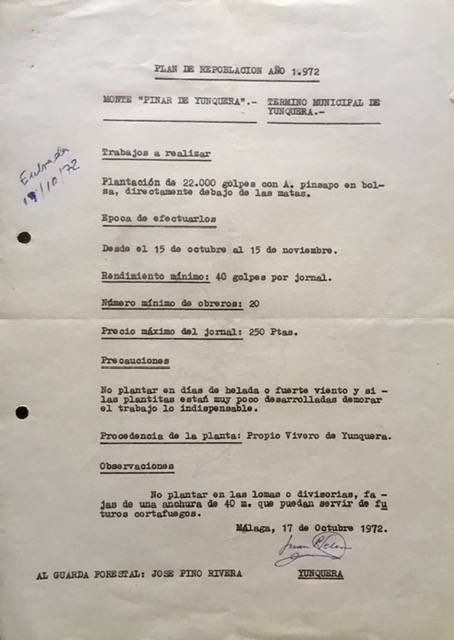 PLAN DE REPOBLACION AÑO 1.972
MONTE "PINAR DE YUNQUERA".- TERMINO MUNICIPAL DE
YUNQUERA.-
Trabajos a realizar
Entrada
19/10/72
Plantación de 22.000 golpes con A. pinsapo en bol-
sa, directamente debajo de las matas.
Epoca de efectuarlos
Desde el 15 de octubre al 15 de noviembre.
Rendimiento mínimo: 40 golpes por jornal.
Número mínimo de obreros: 20
Precio máximo del jornal: 250 Ptas.
Precauciones
No plantar en días de helada o fuerte viento y si -
las plantitas están muy poco desarrolladas demorar
el trabajo lo indispensable.
Procedencia de la planta: Propio Vivero de Yunquera.
Observaciones
No plantar en las lomas o divisorias, fa
jas de una anchura de 40 m. que puedan servir de fu
turos cortafuegos.
Málaga, 17 de Octubre 1972.
AL GUARDA FORESTAL: JOSE PINO RIVERA YUNQUERA